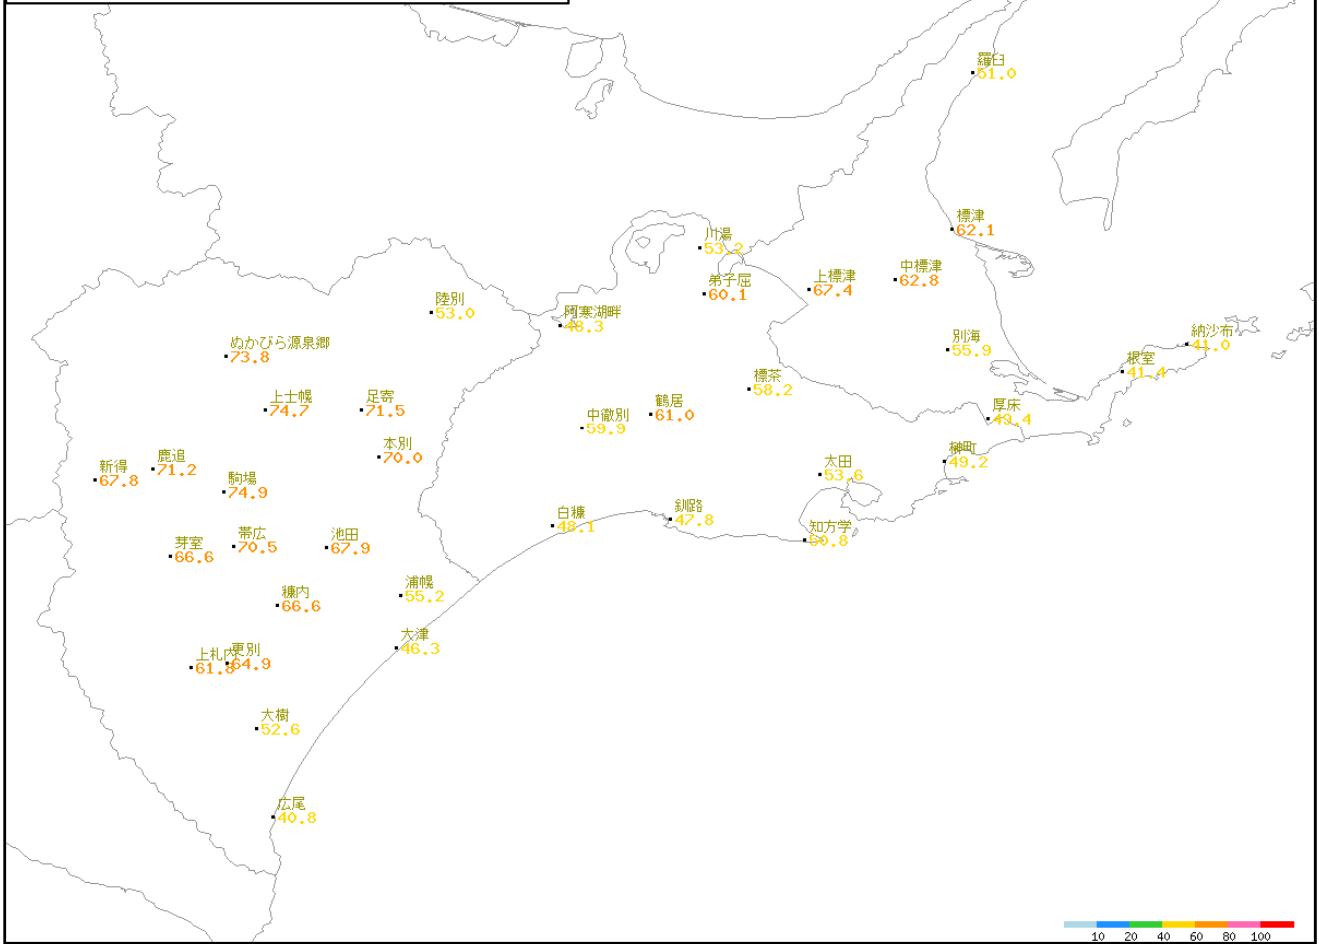 羅臼
51.0
標津
62.1
川湯
53.2
中標津
62.8
上標津
67.4
弟子屈
60.1
陸別
53.0
阿寒湖畔
48.3
納沙布
41.0
別海
55.9
ぬかびら源泉郷
73.8
根室
41.4
標茶
58.2
上士幌
74.7
足寄
71.5
鶴居
61.0
厚床
49.4
中徹別
59.9
本別
70.0
榊町
49.2
鹿追
71.2
太田
53.6
新得
67.8
駒場
74.9
釧路
47.8
白糠
48.1
知方学
50.8
帯広
70.5
池田
67.9
芽室
66.6
浦幌
55.2
糠内
66.6
大津
46.3
更別
64.9
上札内
61.8
大樹
52.6
広尾
40.8
10 20 40 60 80 100